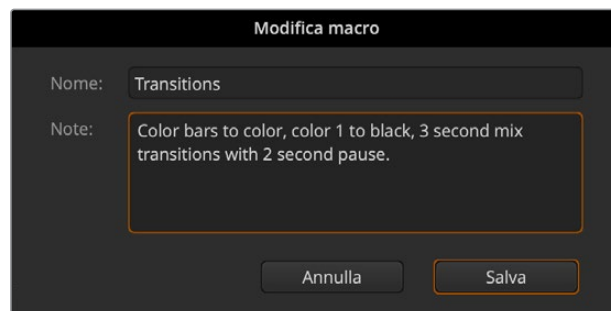 Modifica macro
Nome: Transitions
Note: Color bars to color, color 1 to black, 3 second mix
transitions with 2 second pause.
Annulla Salva